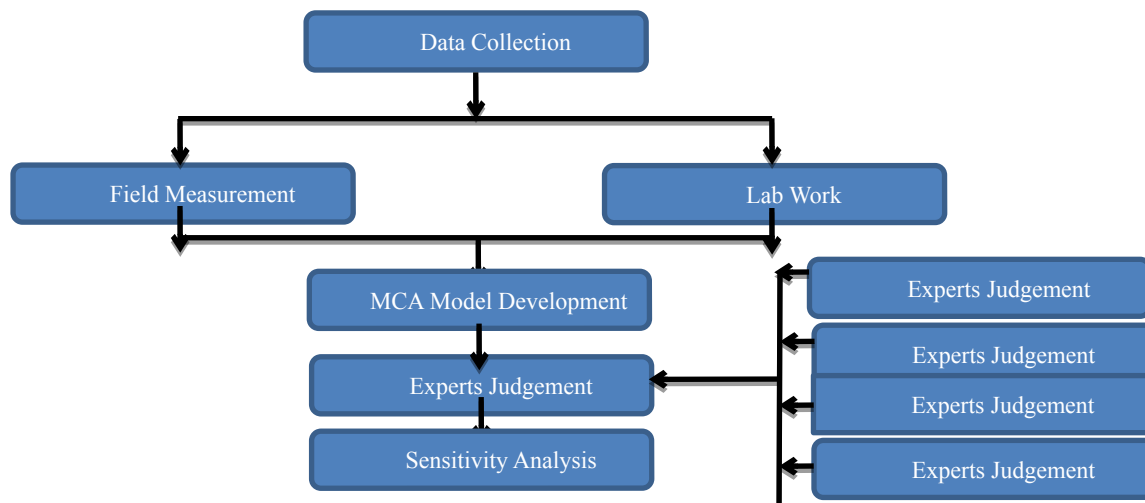 Data Collection
Field Measurement
Lab Work
MCA Model Development
Experts Judgement
Sensitivity Analysis
Experts Judgement
Experts Judgement
Experts Judgement
Experts Judgement